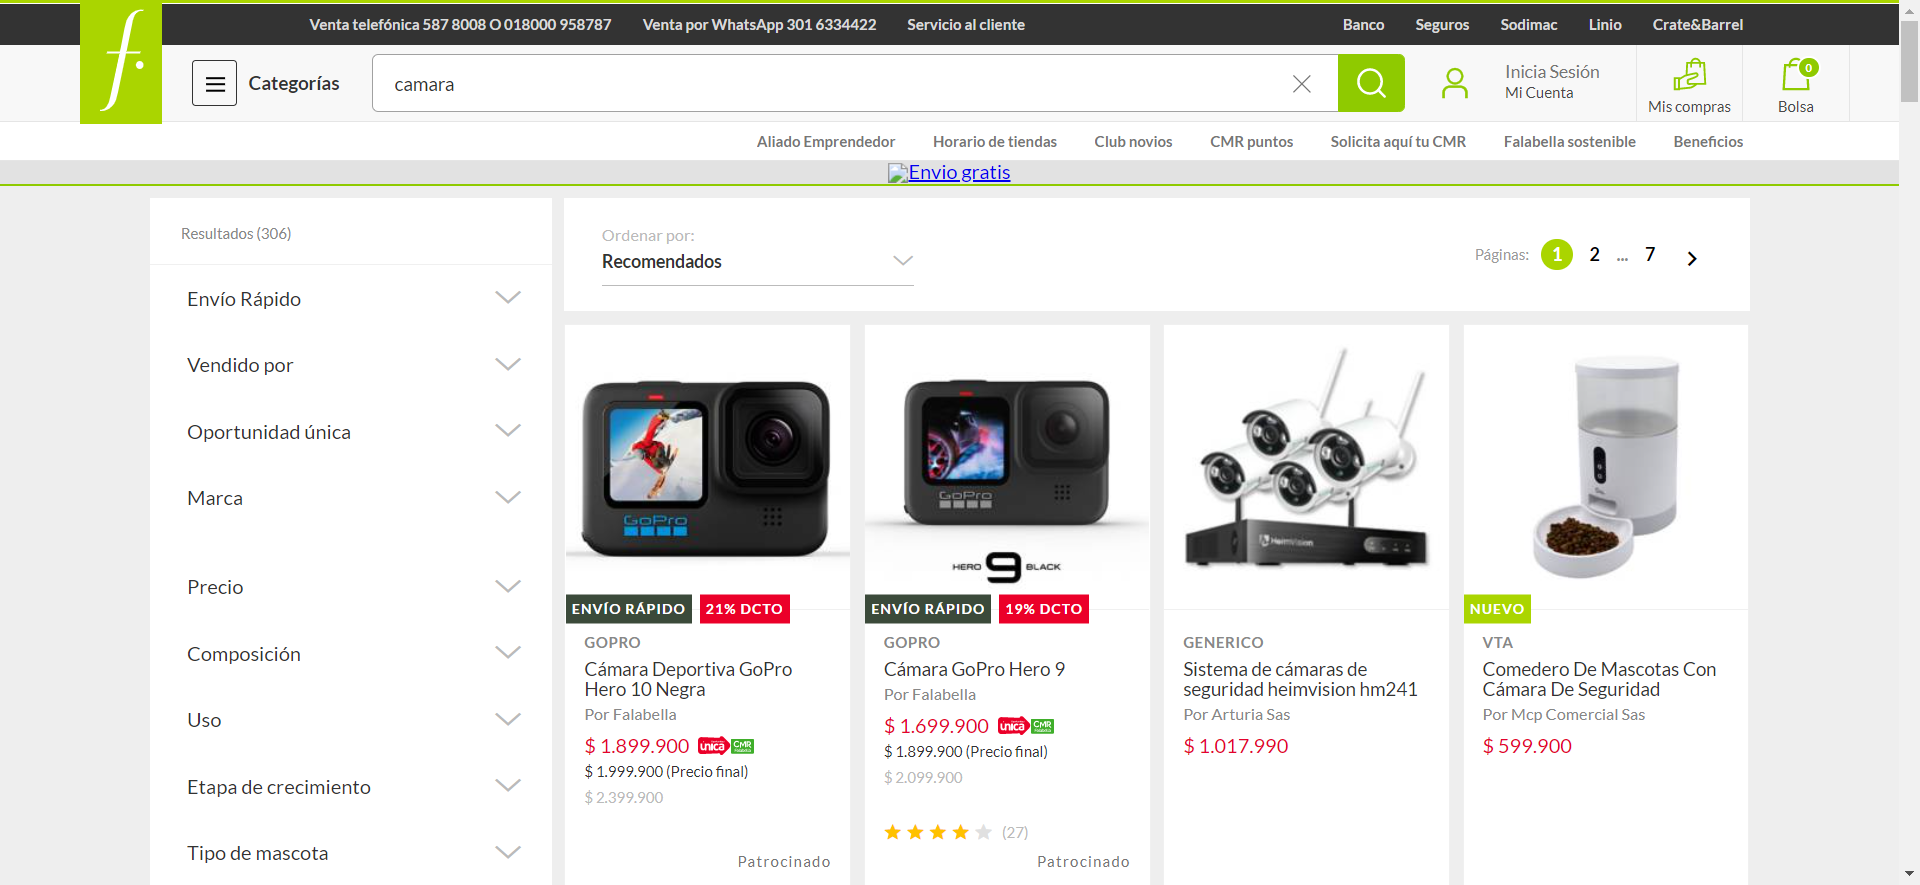 Venta telefónica 587 8008 O 018000 958787
Venta por WhatsApp 301 6334422
Servicio al cliente
Banco
Seguros
Sodimac
Linio
Crate&Barrel
f.
Categorías
camara
Inicia Sesión
Mi Cuenta
Mis compras
0
Bolsa
Aliado Emprendedor
Horario de tiendas
Club novios
CMR puntos
Solicita aquí tu CMR
Falabella sostenible
Beneficios
Envio gratis
Resultados (306)
Envío Rápido
Vendido por
Oportunidad única
Marca
Precio
Composición
Uso
Etapa de crecimiento
Tipo de mascota
Ordenar por:
Recomendados
Páginas:
1
2
...
7
GoPro
ENVÍO RÁPIDO
21% DCTO
GOPRO
Cámara Deportiva GoPro
Hero 10 Negra
Por Falabella
$ 1.899.900
única
CMR
$ 1.999.900 (Precio final)
$ 2.399.900
Patrocinado
GoPro
HERO 9 BLACK
ENVÍO RÁPIDO
19% DCTO
GOPRO
Cámara GoPro Hero 9
Por Falabella
$ 1.699.900
única
CMR
$ 1.899.900 (Precio final)
$ 2.099.900
(27)
Patrocinado
HeimVision
GENERICO
Sistema de cámaras de
seguridad heimvision hm241
Por Arturia Sas
$ 1.017.990
NUEVO
VTA
Comedero De Mascotas Con
Cámara De Seguridad
Por Mcp Comercial Sas
$ 599.900